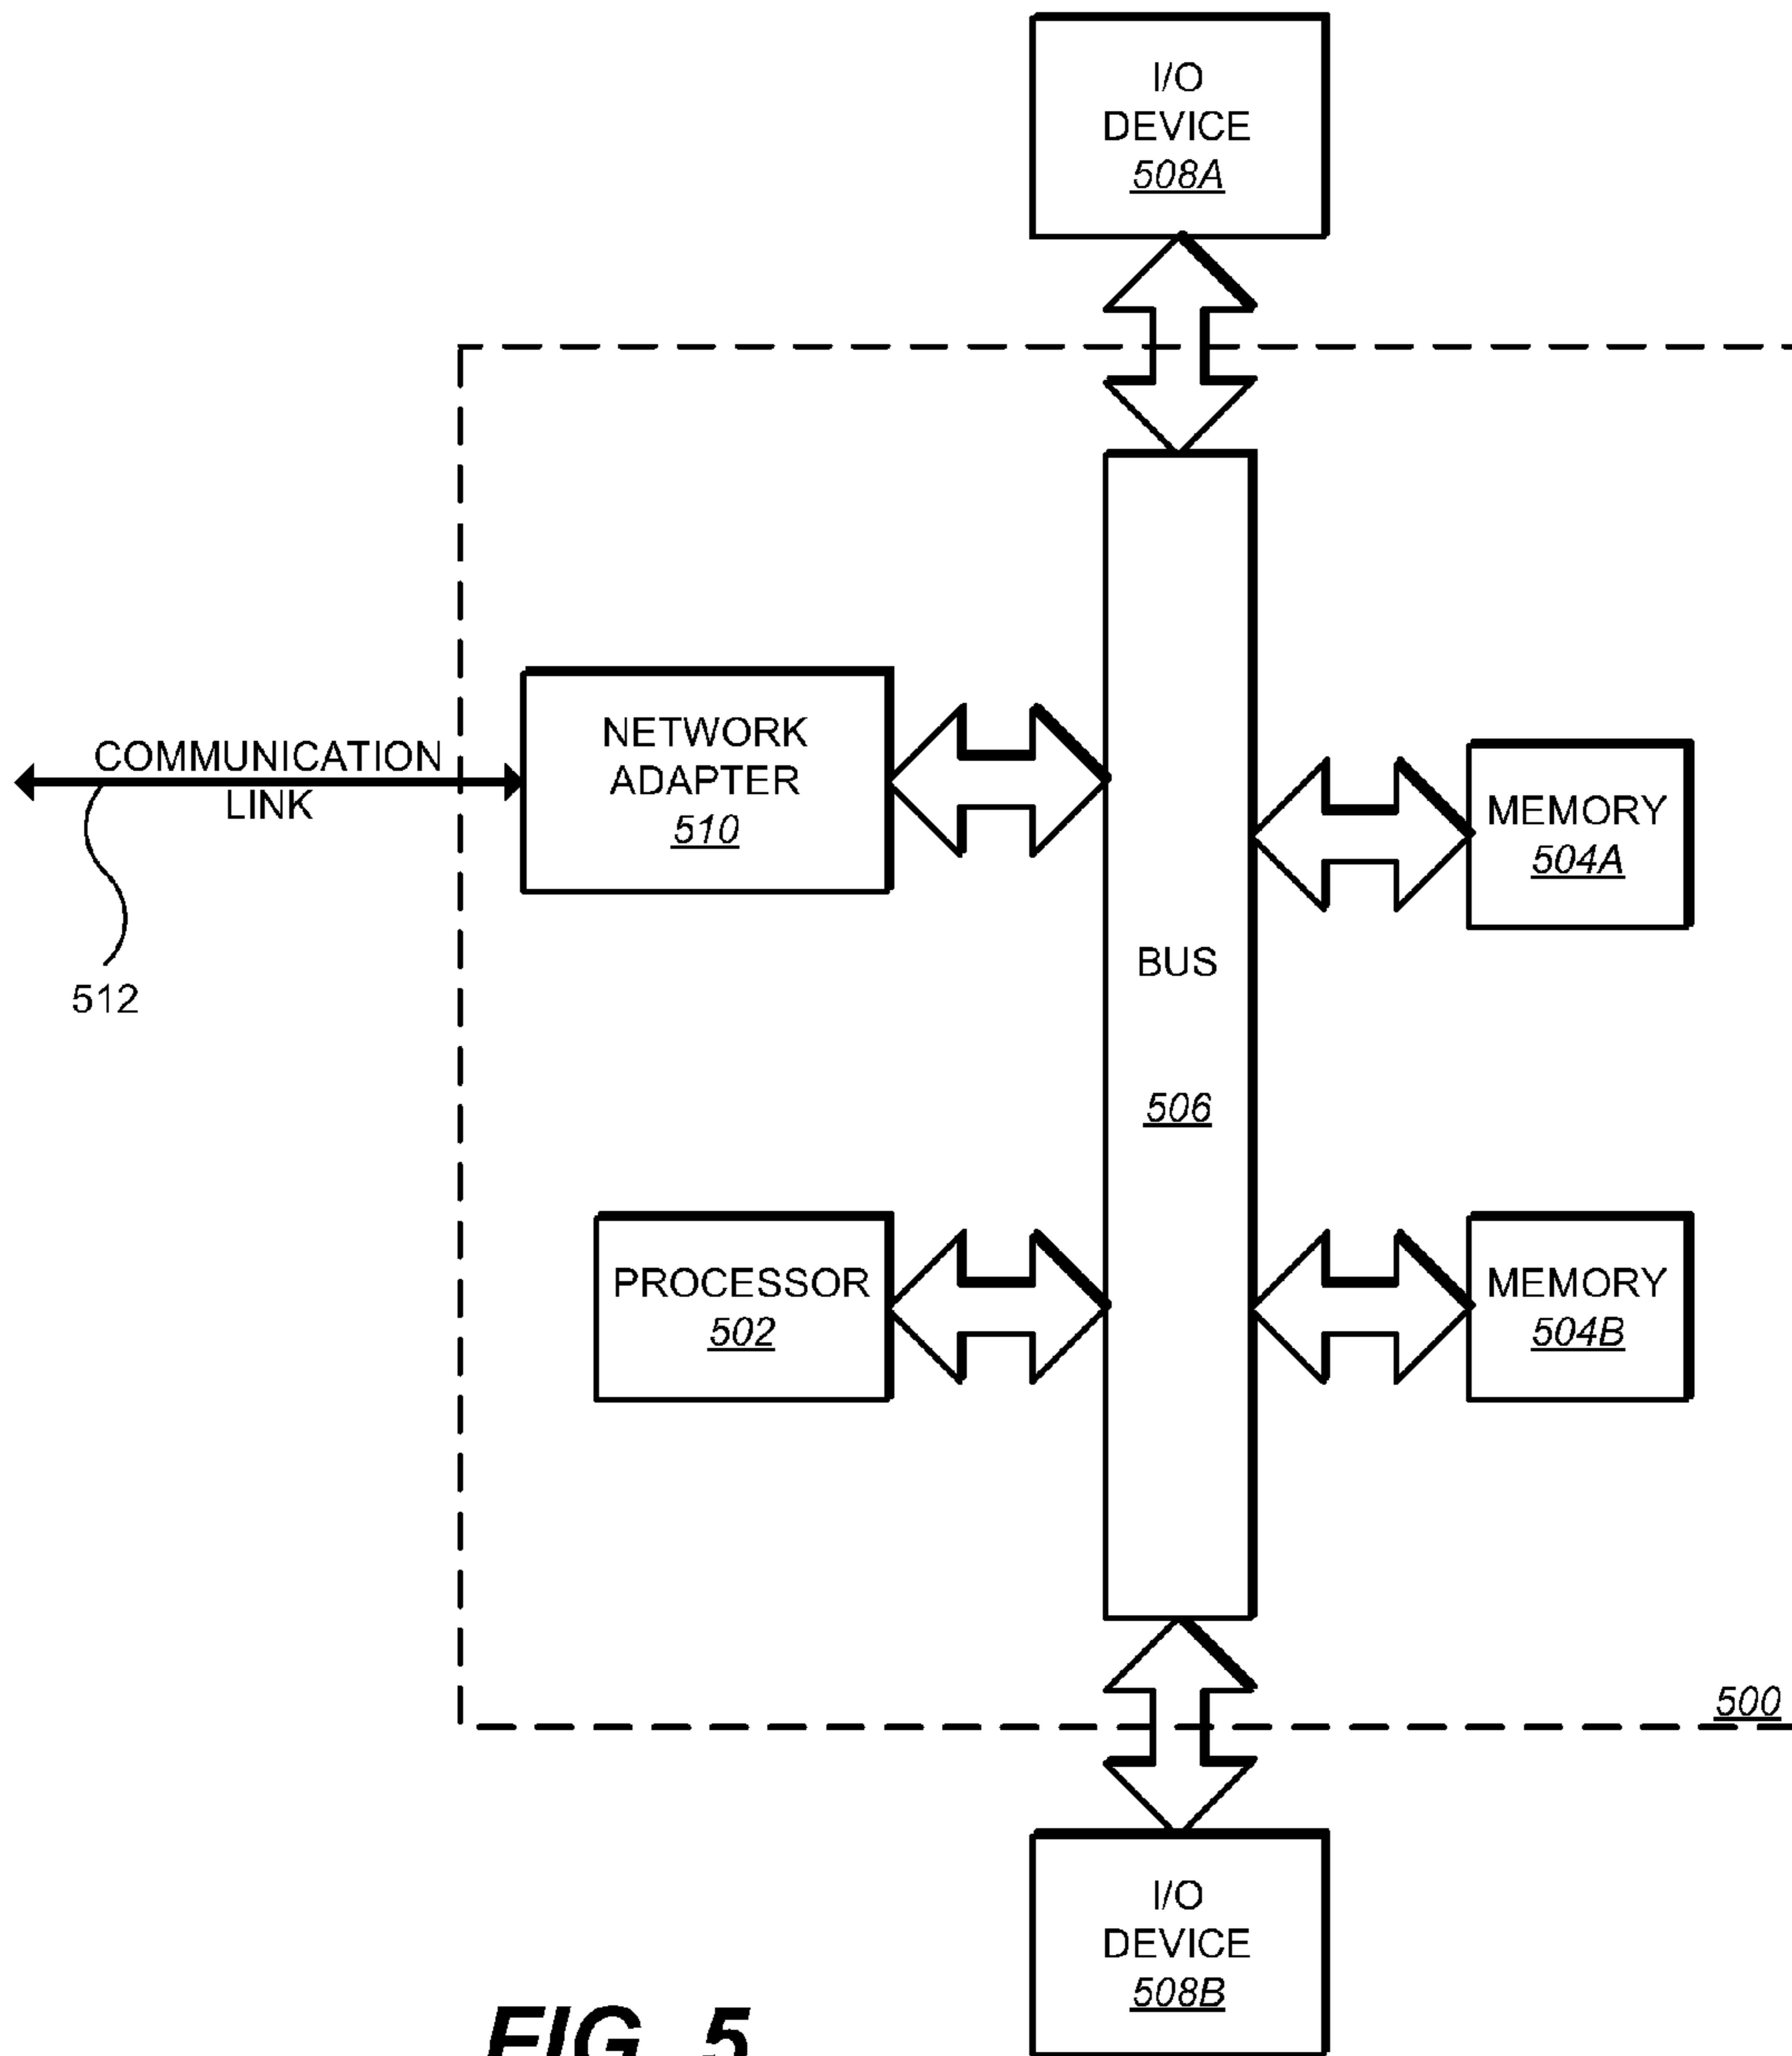 I/O
DEVICE
508A
NETWORK
ADAPTER
510
COMMUNICATION
LINK
512
MEMORY
504A
BUS
506
PROCESSOR
502
MEMORY
504B
500
I/O
DEVICE
508B
FIG. 5